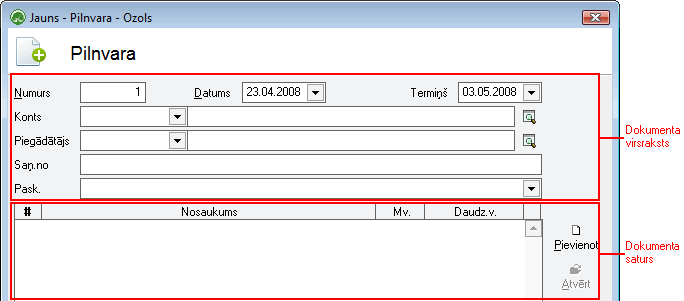 Jauns - Pilnvara - Ozols
Pilnvara
Numurs 1 Datums 23.04.2008 Termiņš 03.05.2008
Konts
Piegādātājs
Saņ.no
Pask.
Dokumenta
virsraksts
# Nosaukums Mv. Daudz.v.
Pievienot
Atvērt
Dokumenta
saturs